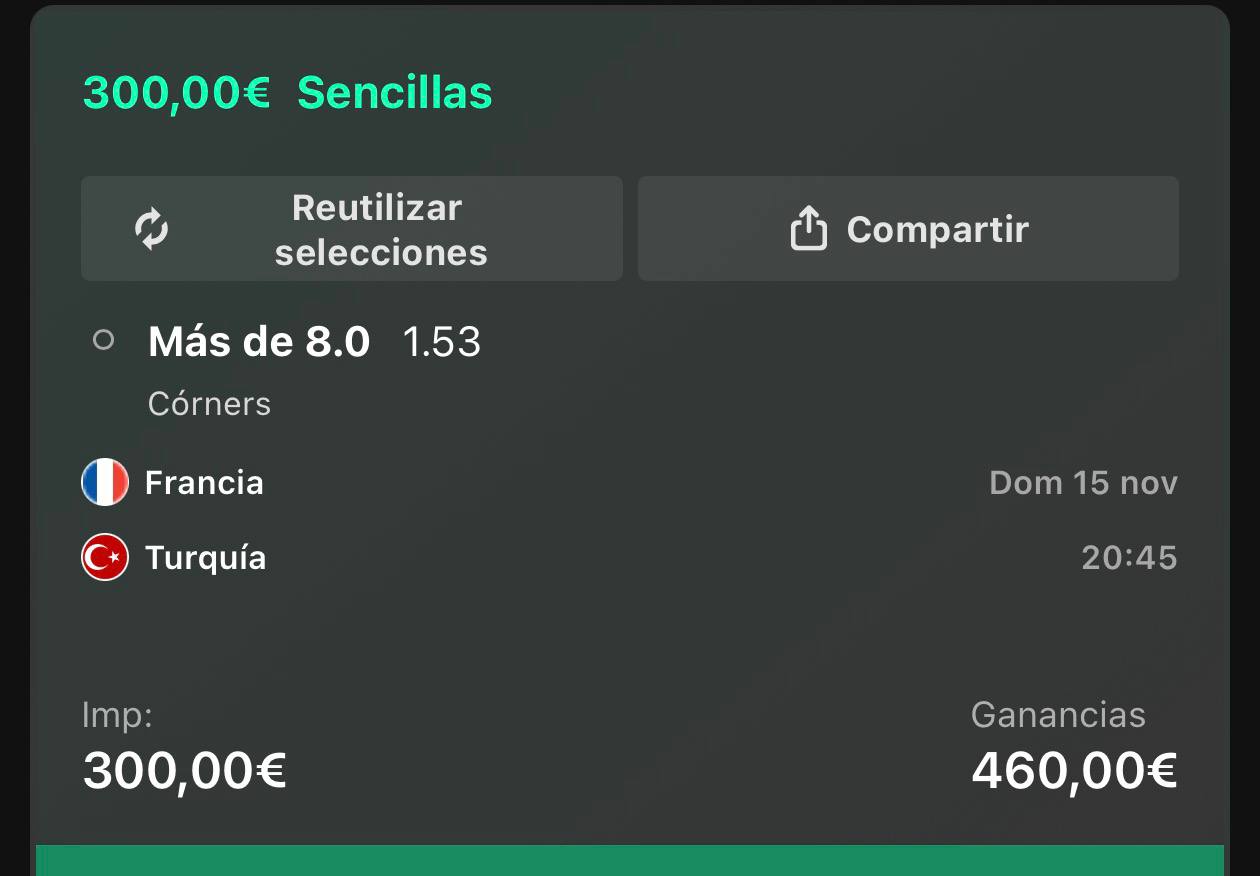 300,00€ Sencillas
Reutilizar
selecciones
Compartir
Más de 8.0 1.53
Córners
Francia
Dom 15 nov
Turquía
20:45
Imp:
Ganancias
300,00€
460,00€